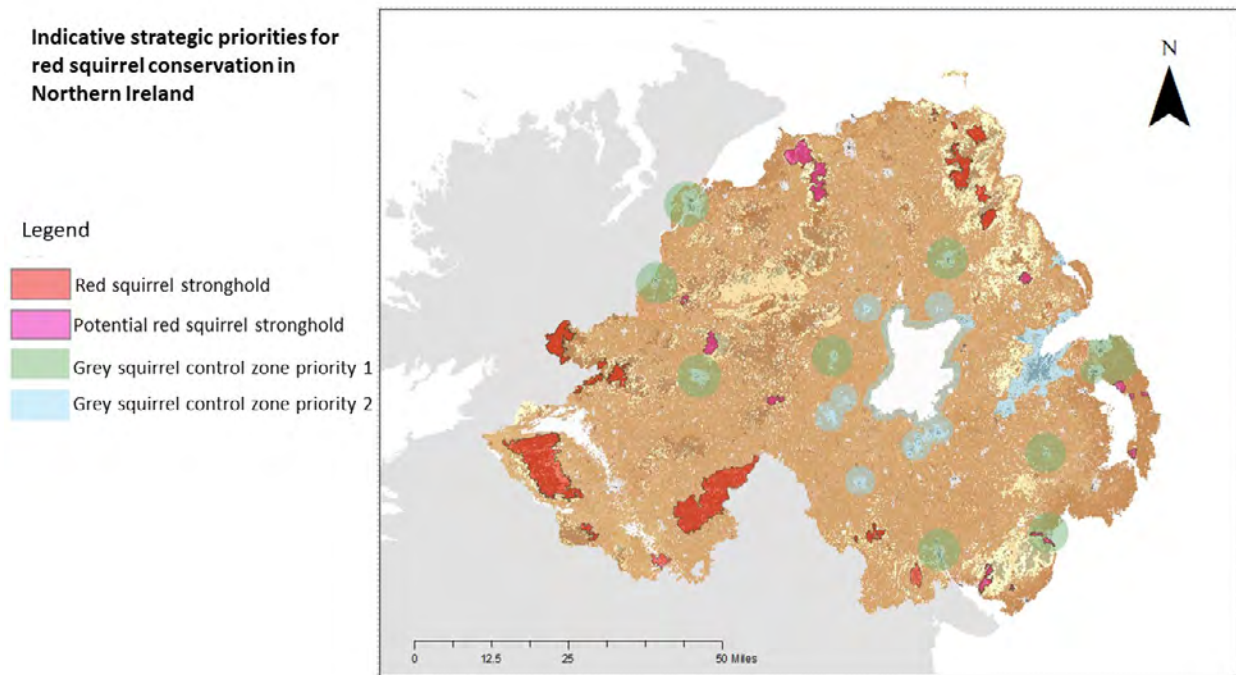 Indicative strategic priorities for
red squirrel conservation in
Northern Ireland
N
Legend
Red squirrel stronghold
Potential red squirrel stronghold
Grey squirrel control zone priority 1
Grey squirrel control zone priority 2
0 12.5 25 50 Miles